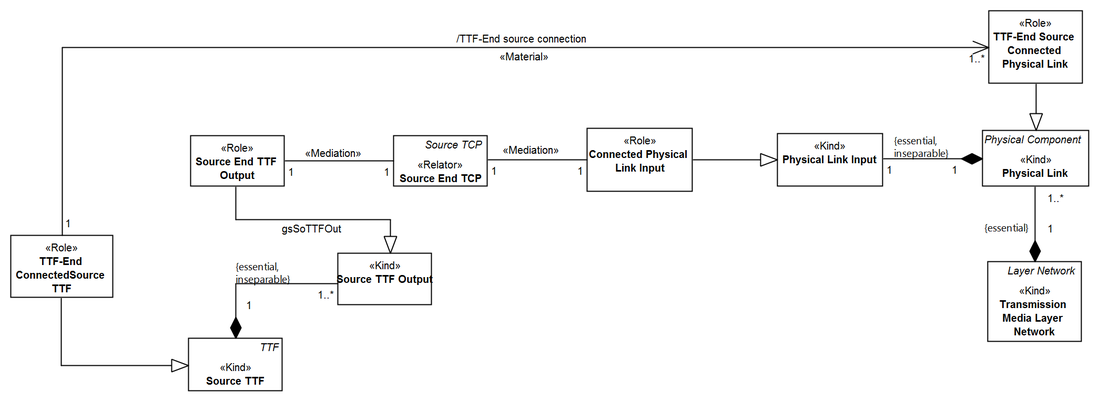 «Role»
TTF-End Source
Connected
Physical Link
/TTF-End source connection
«Material»
1..*
«Role»
Source End TTF
Output
«Mediation»
1
1
Source TCP
«Relator»
Source End TCP
«Mediation»
1
1
«Role»
Connected Physical
Link Input
«Kind»
Physical Link Input
{essential,
inseparable}
1
1
Physical Component
«Kind»
Physical Link
1..*
{essential}
1
gsSoTTFOut
1
«Role»
TTF-End
ConnectedSource
TTF
{essential,
inseparable}
1..*
1
«Kind»
Source TTF Output
Layer Network
«Kind»
Transmission
Media Layer
Network
TTF
«Kind»
Source TTF